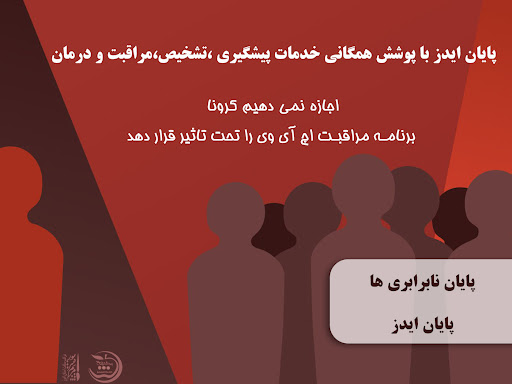 پایان ایدز با پوشش همگانی خدمات پیشگیری ،تشخیص،مراقبت و درمان
اجازه نمی دهیم کرونا
برنامه مراقبت اچ آی وی را تحت تاثیر قرار دهد
پایان نابرابری ها
پایان ایدز